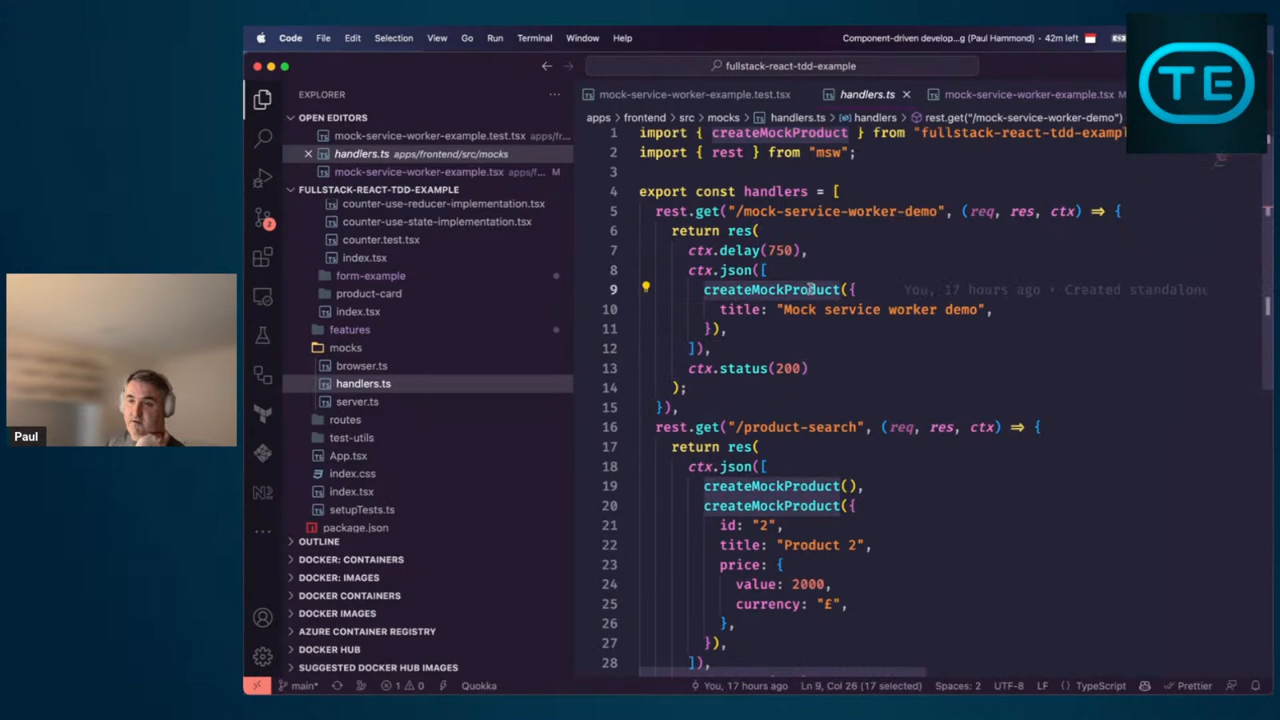 Code File Edit Selection View Go Run Terminal Window Help
Component-driven develop...g (Paul Hammond) • 42m left
TE
fullstack-react-tdd-example
EXPLORER
OPEN EDITORS
mock-service-worker-example.test.tsx apps/fr...
handlers.ts apps/frontend/src/mocks
mock-service-worker-example.tsx apps/f... M
FULLSTACK-REACT-TDD-EXAMPLE
counter-use-reducer-implementation.tsx
counter-use-state-implementation.tsx
counter.test.tsx
index.tsx
form-example
product-card
index.tsx
features
mocks
browser.ts
handlers.ts
server.ts
routes
test-utils
App.tsx
index.css
index.tsx
setupTests.ts
package.json
OUTLINE
DOCKER: CONTAINERS
DOCKER: IMAGES
DOCKER CONTAINERS
DOCKER IMAGES
AZURE CONTAINER REGISTRY
DOCKER HUB
SUGGESTED DOCKER HUB IMAGES
2
mock-service-worker-example.test.tsx handlers.ts mock-service-worker-example.tsx M
apps > frontend > src > mocks > handlers.ts > handlers > rest.get("/mock-service-worker-demo")
1 import { createMockProduct } from "fullstack-react-tdd-examp
2 import { rest } from "msw";
3
4 export const handlers = [
5 rest.get("/mock-service-worker-demo", (req, res, ctx) => {
6 return res(
7 ctx.delay(750),
8 ctx.json([
9 createMockProduct({ You, 17 hours ago • Created standalone
10 title: "Mock service worker demo",
11 }),
12 ]),
13 ctx.status(200)
14 );
15 }),
16 rest.get("/product-search", (req, res, ctx) => {
17 return res(
18 ctx.json([
19 createMockProduct(),
20 createMockProduct({
21 id: "2",
22 title: "Product 2",
23 price: {
24 value: 2000,
25 currency: "£",
26 },
27 }),
28 ]),
Paul
main* 1 0 Quokka You, 17 hours ago Ln 9, Col 26 (17 selected) Spaces: 2 UTF-8 LF { } TypeScript Prettier